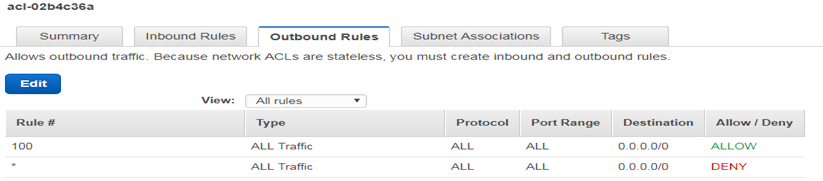 acl-02b4c36a
Summary Inbound Rules Outbound Rules Subnet Associations Tags
Allows outbound traffic. Because network ACLs are stateless, you must create inbound and outbound rules.
Edit
View: All rules
Rule # Type Protocol Port Range Destination Allow / Deny
100 ALL Traffic ALL ALL 0.0.0.0/0 ALLOW
* ALL Traffic ALL ALL 0.0.0.0/0 DENY